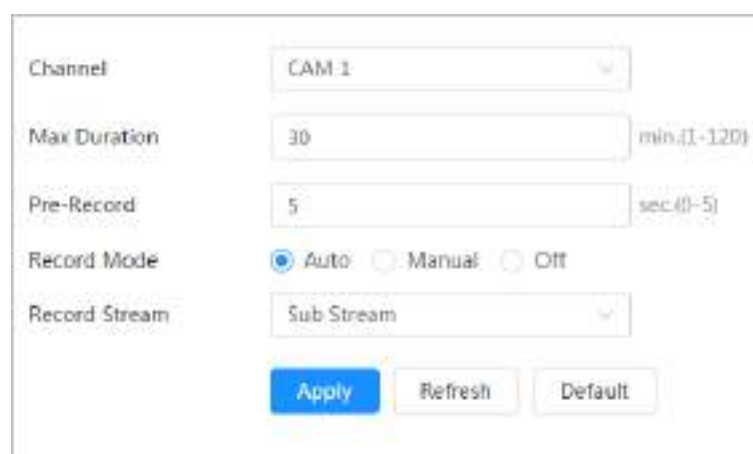 Channel CAM 1
Max Duration 30 min.(1-120)
Pre-Record 5 sec.(0-5)
Record Mode Auto Manual Off
Record Stream Sub Stream
Apply Refresh Default